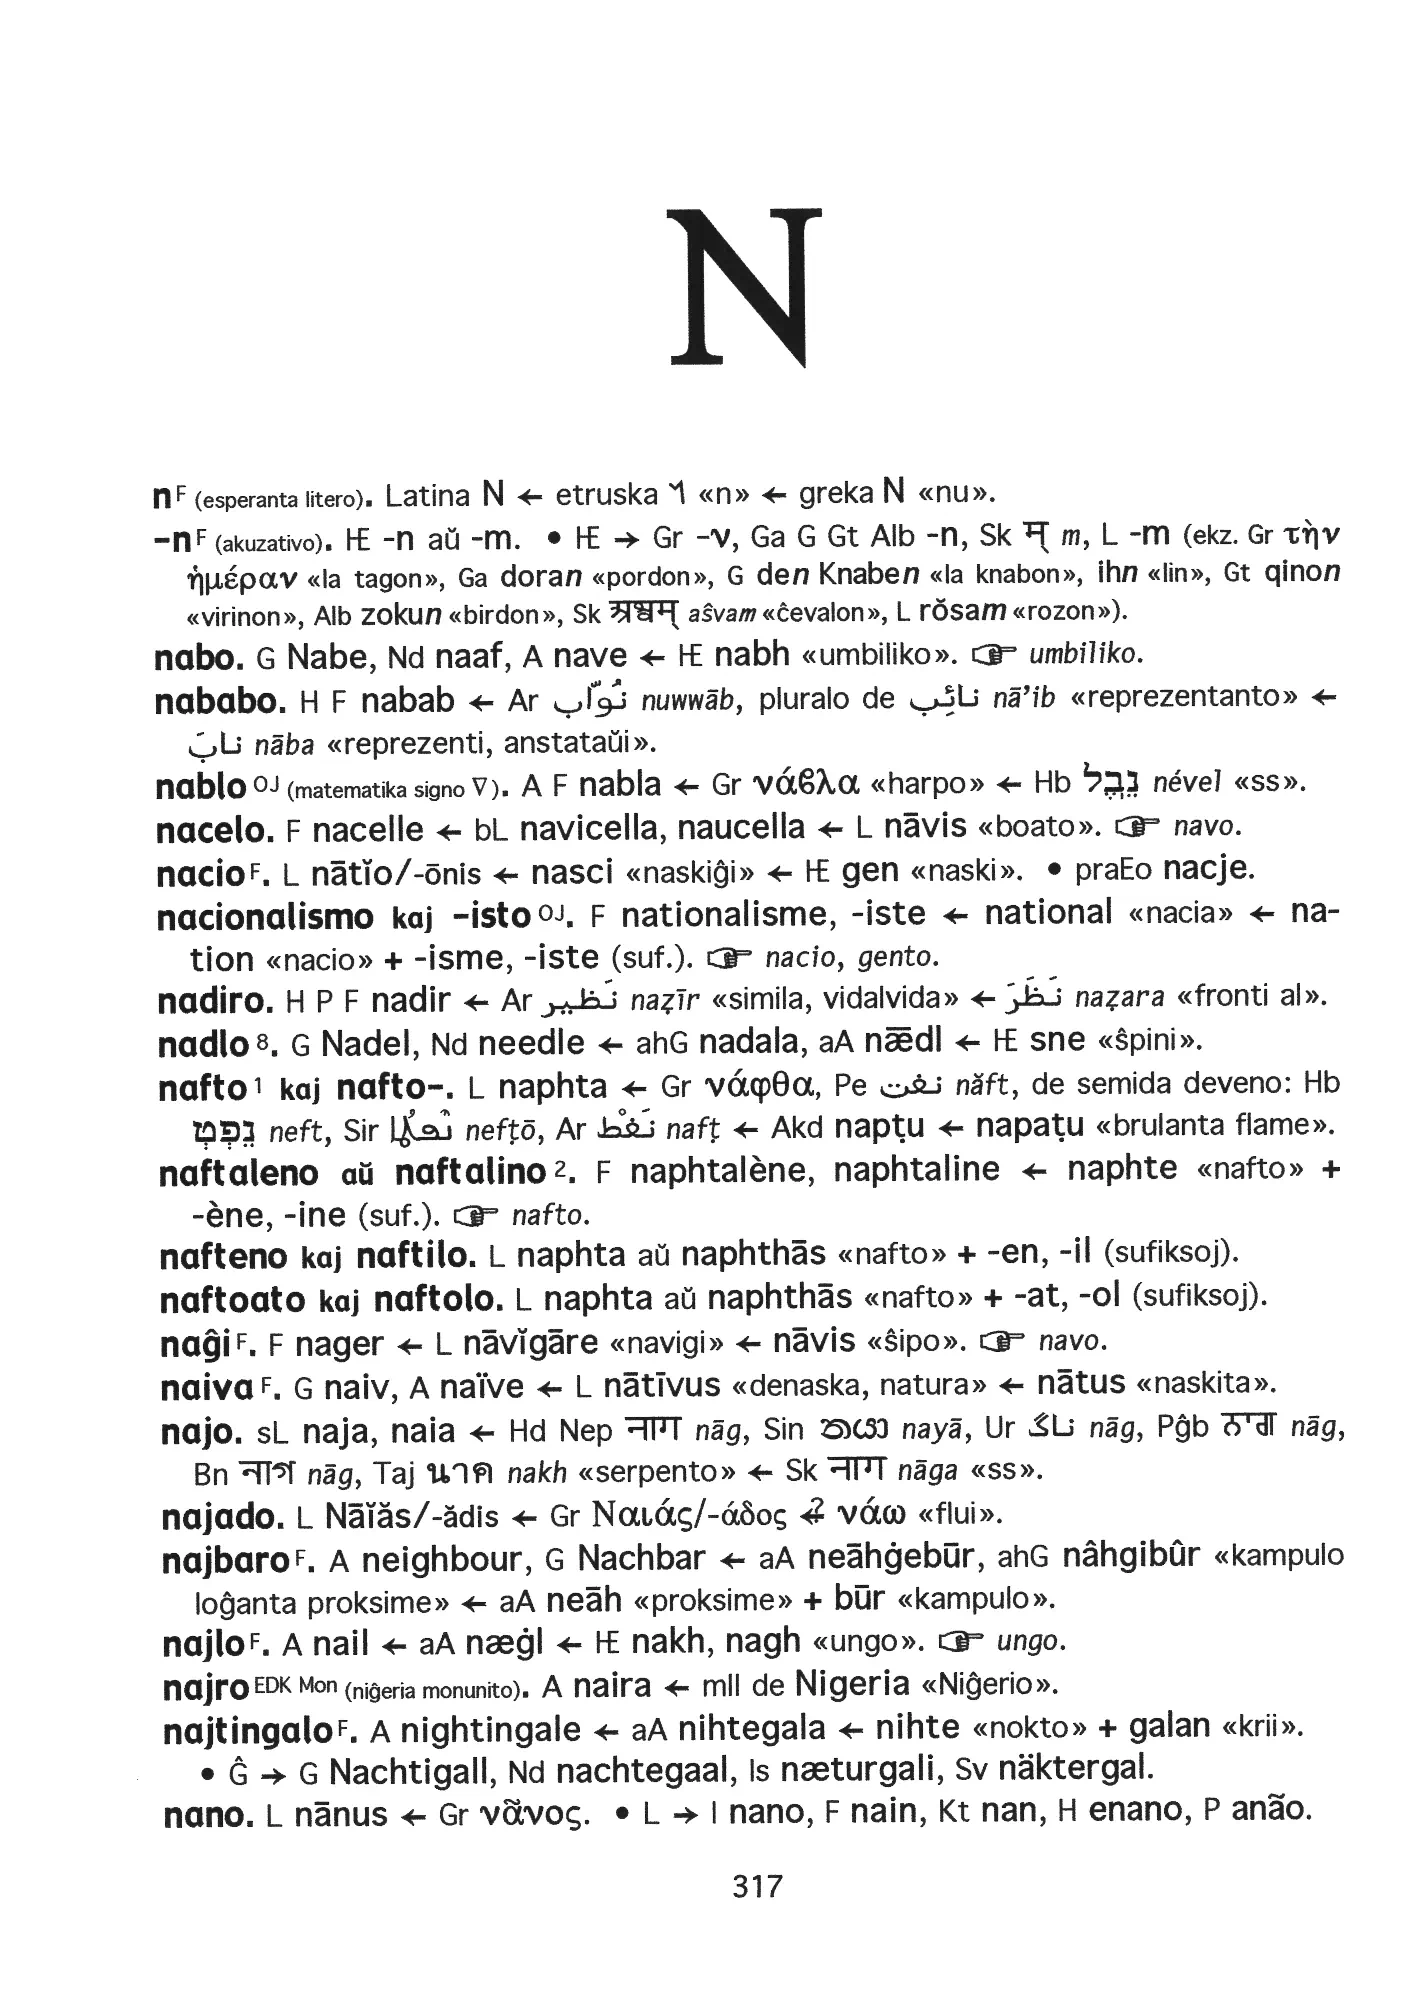 N
n F (esperanta litero). Latina N ← etruska 𐌍 «n» ← greka N «nu».
-n F (akuzativo). HE -n aŭ -m. • HE → Gr -ν, Ga G Gt Alb -n, Sk म् m, L -m (ekz. Gr τὴν
ἡμέραν «la tagon», Ga doran «pordon», G den Knaben «la knabon», ihn «lin», Gt qinon
«virinon», Alb zokun «birdon», Sk अश्वम् aŝvam «ĉevalon», L rŏsam «rozon»).
nabo. G Nabe, Nd naaf, A nave ← HE nabh «umbiliko». ☞ umbiliko.
nababo. H F nabab ← Ar نُوَّاب nuwwāb, pluralo de نائِب nā’ib «reprezentanto» ←
نابَ nāba «reprezenti, anstataŭi».
nablo OJ (matematika signo ∇). A F nabla ← Gr νάβλα «harpo» ← Hb נֵבֶל névél «ss».
nacelo. F nacelle ← bL navicella, naucella ← L nāvis «boato». ☞ navo.
nacio F. L nātĭo/-ōnis ← nasci «naskiĝi» ← HE gen «naski». • praEo nacje.
nacionalismo kaj -isto OJ. F nationalisme, -iste ← national «nacia» ← na-
tion «nacio» + -isme, -iste (suf.). ☞ nacio, gento.
nadiro. H P F nadir ← Ar نَظير naẓīr «simila, vidalvida» ← نَظَرَ naẓara «fronti al».
nadlo 8. G Nadel, Nd needle ← ahG nadala, aA nǣdl ← HE sne «ŝpini».
nafto 1 kaj nafto-. L naphta ← Gr νάφθα, Pe نفت năft, de semida deveno: Hb
נֵפְט neft, Sir ܢܰܦܛܳܐ nefṭō, Ar نَفْط nafṭ ← Akd napṭu ← napaṭu «brulanta flame».
naftaleno aŭ naftalino 2. F naphtalène, naphtaline ← naphte «nafto» +
-ène, -ine (suf.). ☞ nafto.
nafteno kaj naftilo. L naphta aŭ naphthās «nafto» + -en, -il (sufiksoj).
naftoato kaj naftolo. L naphta aŭ naphthās «nafto» + -at, -ol (sufiksoj).
naĝi F. F nager ← L nāvĭgāre «navigi» ← nāvis «ŝipo». ☞ navo.
naiva F. G naiv, A naïve ← L nātīvus «denaska, natura» ← nātus «naskita».
najo. sL naja, naia ← Hd Nep नाग nāg, Sin නයා nayā, Ur ناگ nāg, Pĝb ਨਾਗ nāg,
Bn নাগ nāg, Taj นาค nakh «serpento» ← Sk नाग nāga «ss».
najado. L Nāĭăs/-ădis ← Gr Ναιάς/-άδος ←? νάω «flui».
najbaro F. A neighbour, G Nachbar ← aA neāhġebūr, ahG nâhgibûr «kampulo
loĝanta proksime» ← aA neāh «proksime» + būr «kampulo».
najlo F. A nail ← aA næġl ← HE nakh, nagh «ungo». ☞ ungo.
najro EDK Mon (niĝeria monunito). A naira ← mll de Nigeria «Niĝerio».
najtingalo F. A nightingale ← aA nihtegala ← nihte «nokto» + galan «krii».
• Ĝ → G Nachtigall, Nd nachtegaal, Is næturgali, Sv näktergal.
nano. L nānus ← Gr νᾶνος. • L → I nano, F nain, Kt nan, H enano, P anão.
317